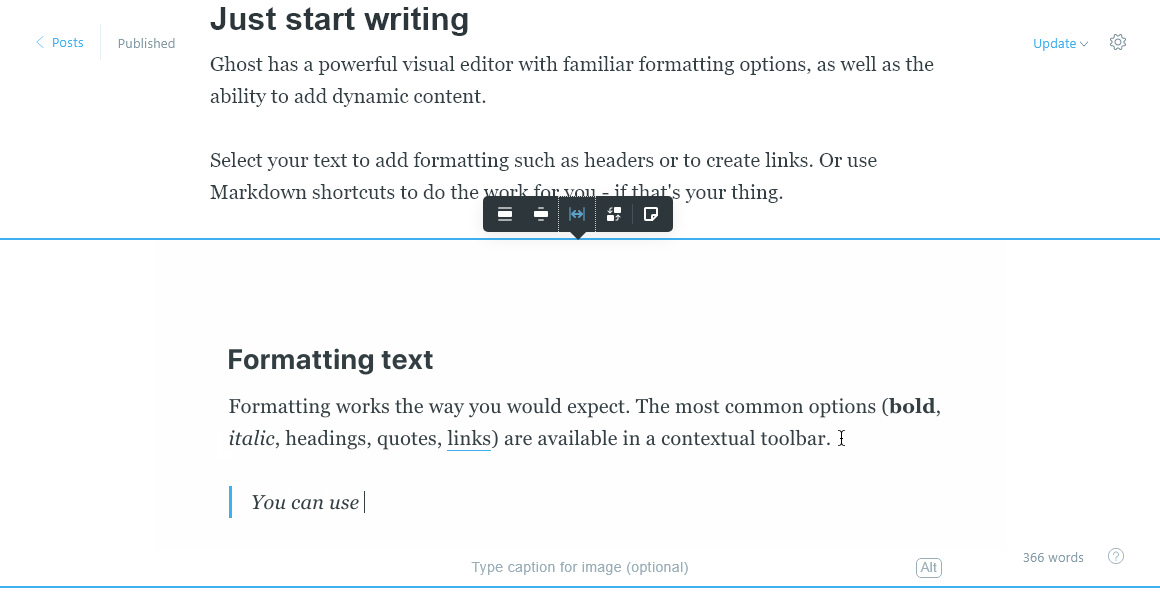 Just start writing
Posts
Published
Update
Ghost has a powerful visual editor with familiar formatting options, as well as the
ability to add dynamic content.
Select your text to add formatting such as headers or to create links. Or use
Markdown shortcuts to do the work for you - if that's your thing.
Formatting text
Formatting works the way you would expect. The most common options (bold,
italic, headings, quotes, links) are available in a contextual toolbar.
You can use
366 words
?
Type caption for image (optional)
Alt